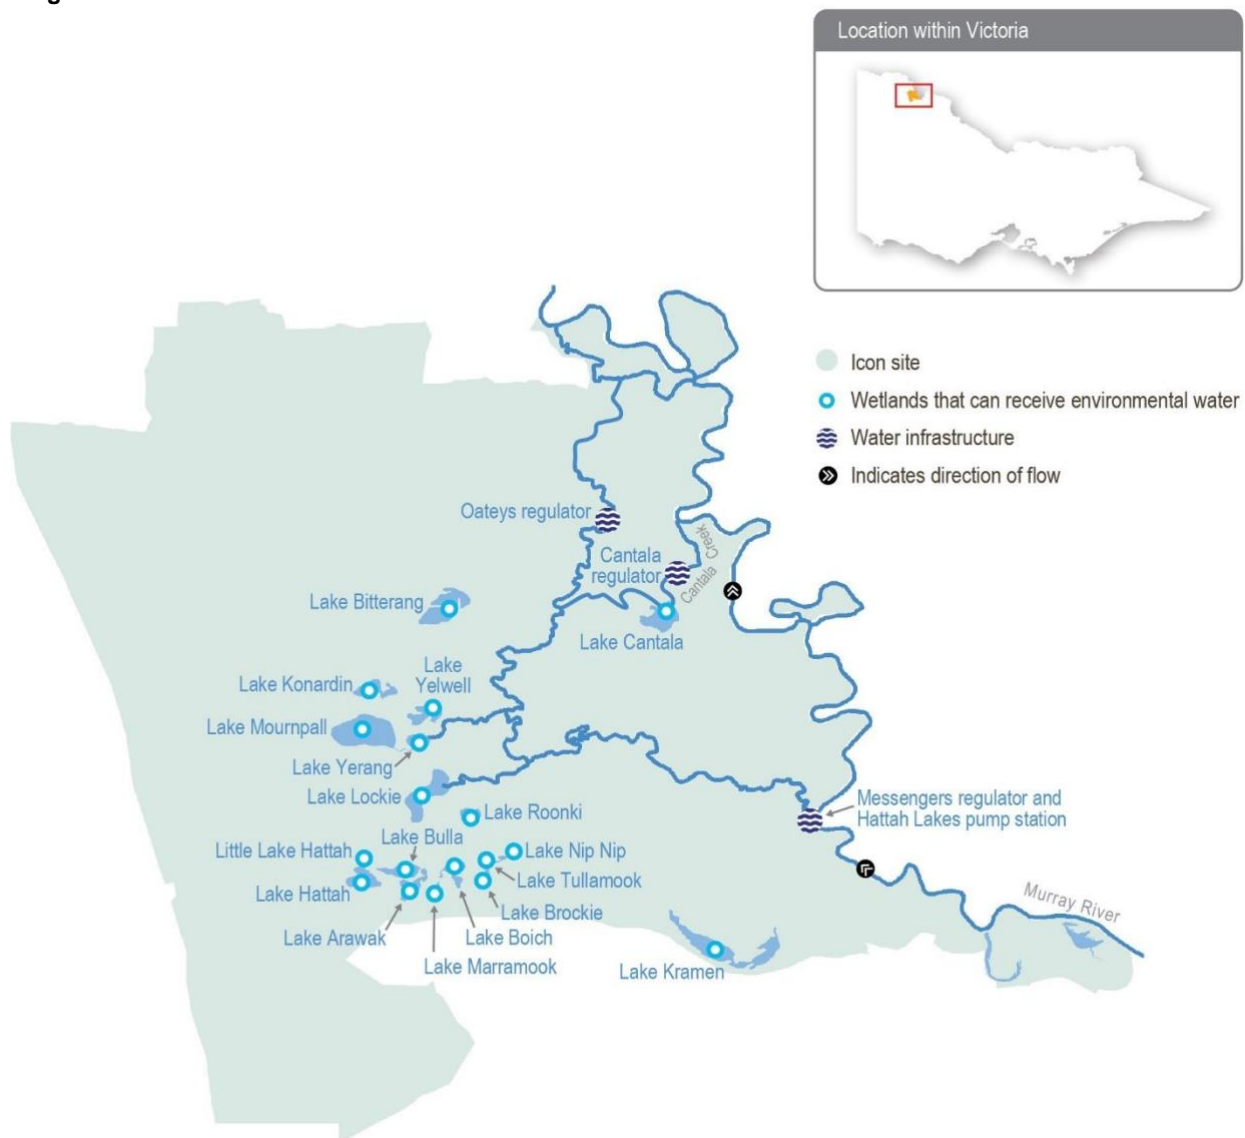 Location within Victoria
Icon site
Wetlands that can receive environmental water
Water infrastructure
Indicates direction of flow
Oateys regulator
Cantala
regulator
Cantala Creek
Lake Bitterang
Lake Cantala
Lake
Yelwell
Lake Konardin
Lake Mournpall
Lake Yerang
Lake Lockie
Messengers regulator and
Hattah Lakes pump station
Lake Roonki
Lake Bulla
Little Lake Hattah
Lake Nip Nip
Lake Tullamook
Lake Hattah
Murray River
Lake Brockie
Lake Arawak
Lake Boich
Lake Marramook
Lake Kramen